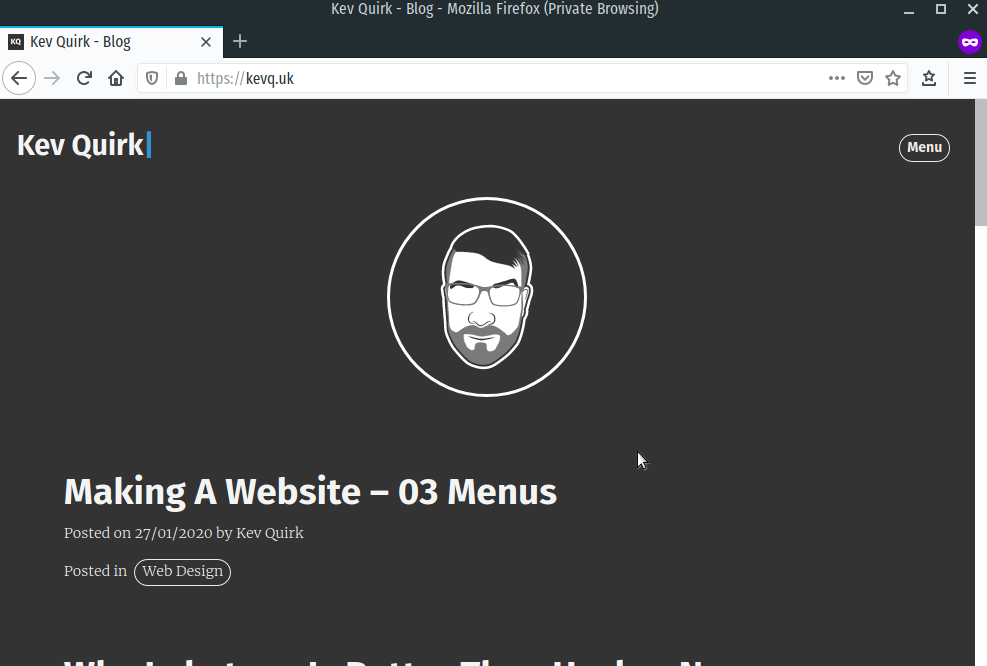 Kev Quirk - Blog - Mozilla Firefox (Private Browsing)
KQ Kev Quirk - Blog
https://kevq.uk
Kev Quirk
Menu
Making A Website – 03 Menus
Posted on 27/01/2020 by Kev Quirk
Posted in Web Design